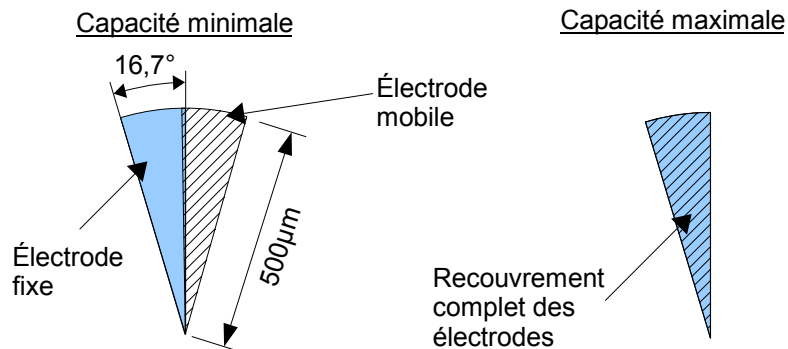 Capacité minimale
Capacité maximale
16,7°
Électrode
mobile
500µm
Électrode
fixe
Recouvrement
complet des
électrodes